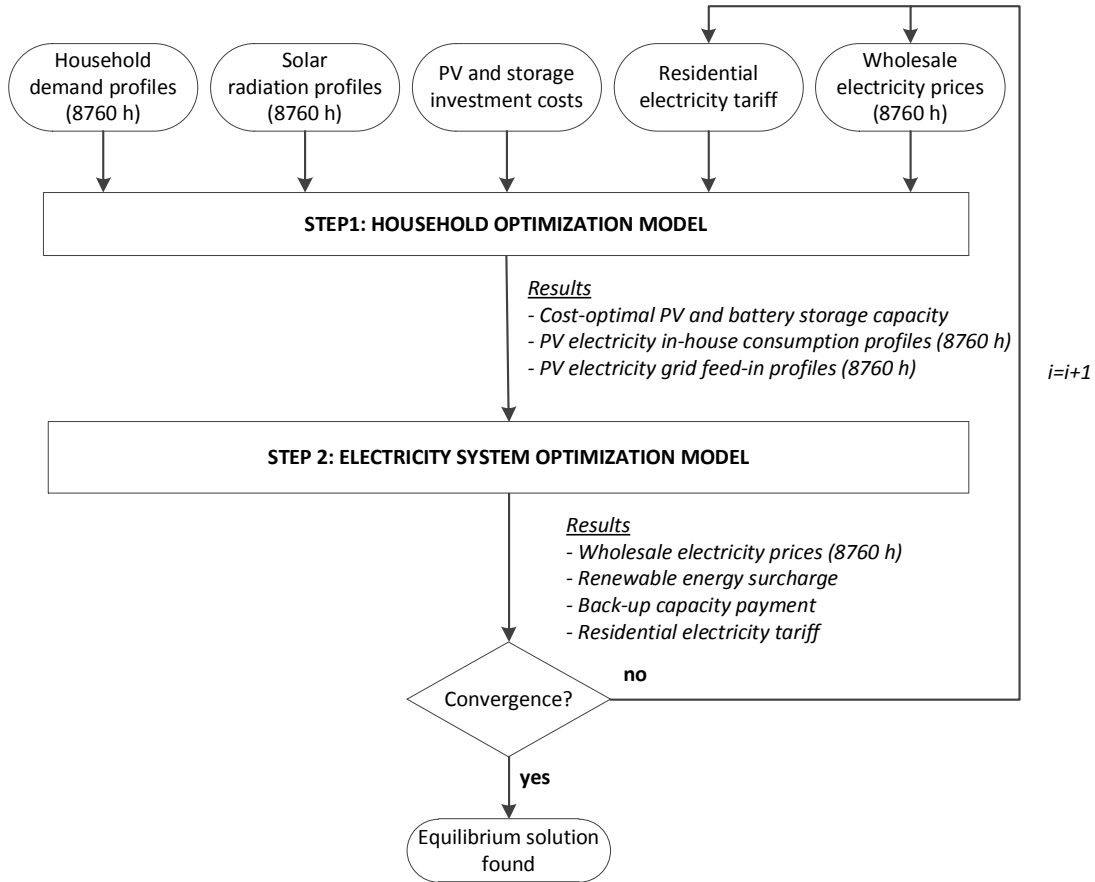 Household
demand profiles
(8760 h)
Solar
radiation profiles
(8760 h)
PV and storage
investment costs
Residential
electricity tariff
Wholesale
electricity prices
(8760 h)
STEP1: HOUSEHOLD OPTIMIZATION MODEL
Results
- Cost-optimal PV and battery storage capacity
- PV electricity in-house consumption profiles (8760 h)
- PV electricity grid feed-in profiles (8760 h)
i=i+1
STEP 2: ELECTRICITY SYSTEM OPTIMIZATION MODEL
Results
- Wholesale electricity prices (8760 h)
- Renewable energy surcharge
- Back-up capacity payment
- Residential electricity tariff
no
Convergence?
yes
Equilibrium solution
found